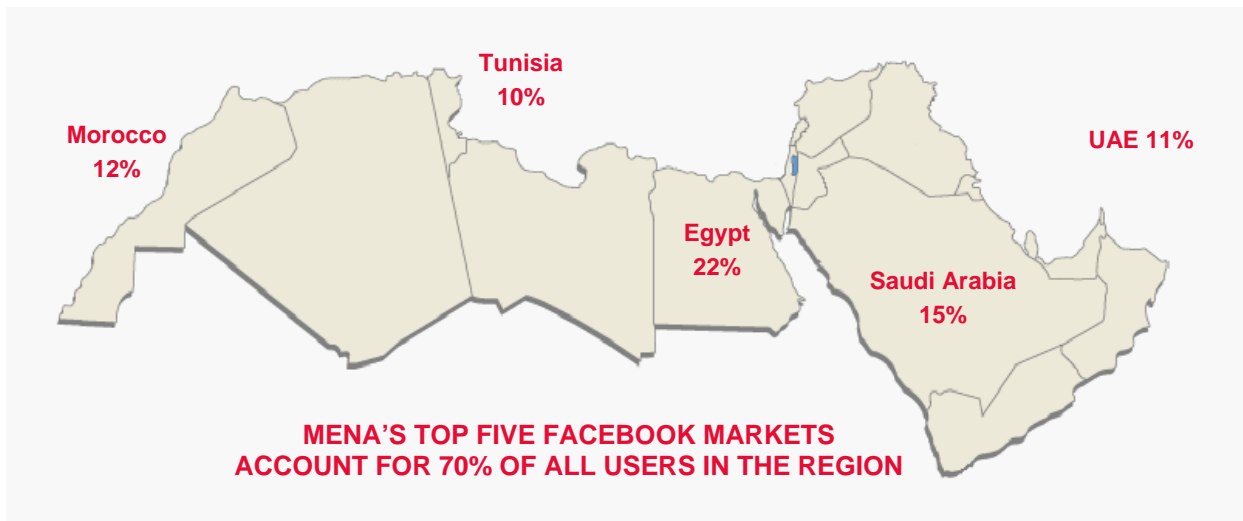 Tunisia
10%
Morocco
12%
UAE 11%
Egypt
22%
Saudi Arabia
15%
MENA’S TOP FIVE FACEBOOK MARKETS
ACCOUNT FOR 70% OF ALL USERS IN THE REGION